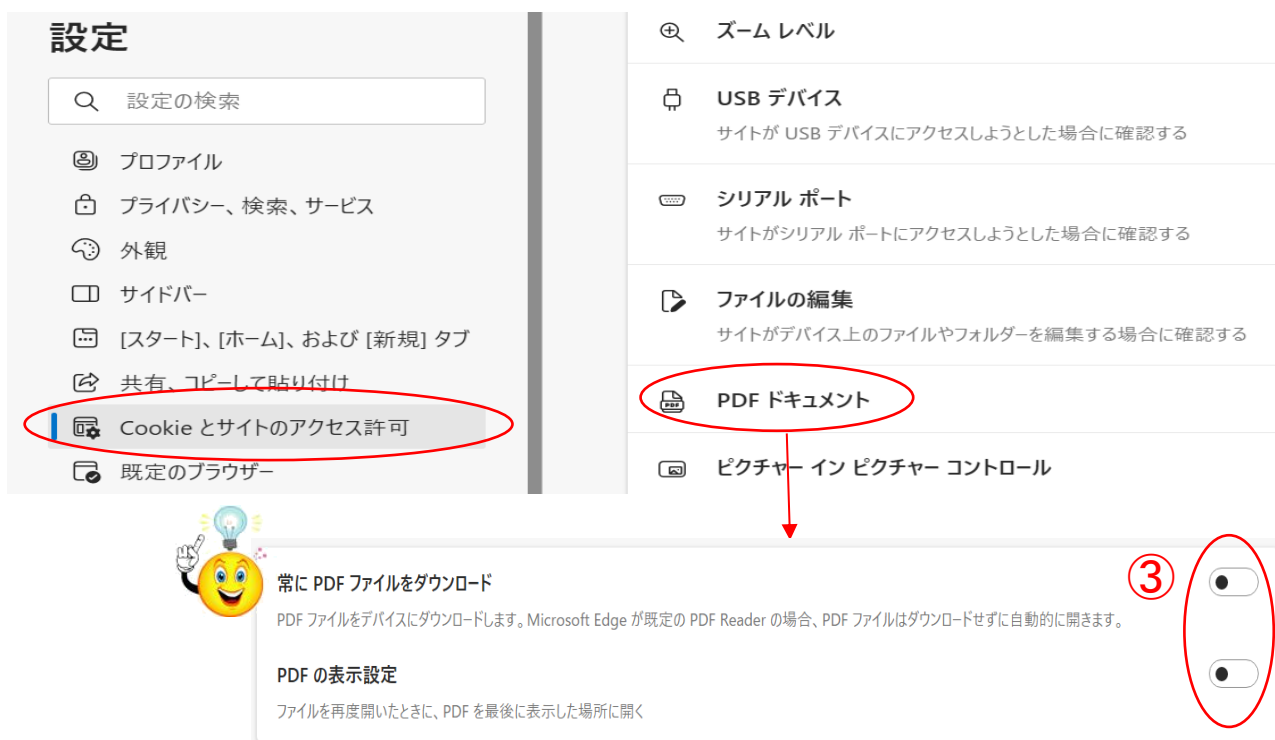 設定
設定の検索
プロファイル
プライバシー、検索、サービス
外観
サイドバー
[スタート]、[ホーム]、および [新規] タブ
共有、コピーして貼り付け
Cookie とサイトのアクセス許可
既定のブラウザー
ズーム レベル
USB デバイス
サイトが USB デバイスにアクセスしようとした場合に確認する
シリアル ポート
サイトがシリアル ポートにアクセスしようとした場合に確認する
ファイルの編集
サイトがデバイス上のファイルやフォルダーを編集する場合に確認する
PDF
PDF ドキュメント
ピクチャー イン ピクチャー コントロール
常に PDF ファイルをダウンロード
③
PDF ファイルをデバイスにダウンロードします。Microsoft Edge が既定の PDF Reader の場合、PDF ファイルはダウンロードせずに自動的に開きます。
PDF の表示設定
ファイルを再度開いたときに、PDF を最後に表示した場所に開く